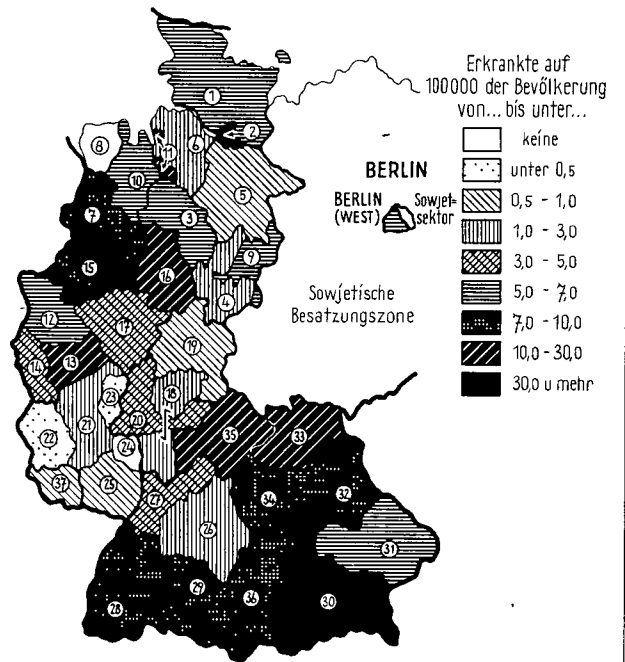 Erkrankte auf
100000 der Bevölkerung
von... bis unter...
keine
unter 0,5
0,5 - 1,0
1,0 - 3,0
3,0 - 5,0
5,0 - 7,0
7,0 - 10,0
10,0 - 30,0
30,0 u mehr
BERLIN
BERLIN
(WEST)
Sowjet-
sektor
Sowjetische
Besatzungszone
1
2
8
11
6
10
5
7
3
9
15
16
4
12
17
19
13
14
23
18
20
21
22
35
33
24
37
25
27
34
32
26
31
29
36
28
30